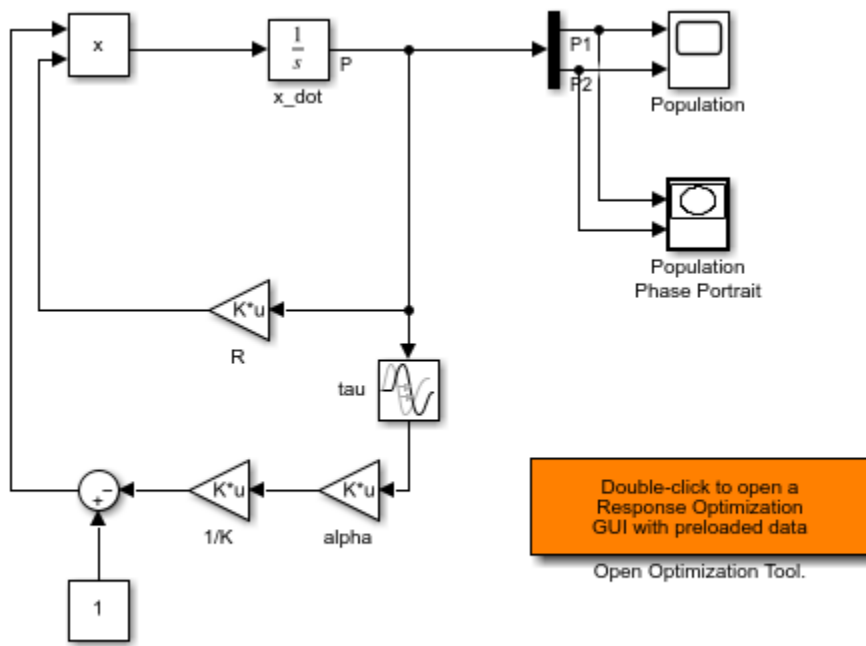 x
1
s
x_dot
P
P1
P2
Population
Population
Phase Portrait
K*u
R
tau
K*u
1/K
K*u
alpha
−
+
1
Double-click to open a
Response Optimization
GUI with preloaded data
Open Optimization Tool.